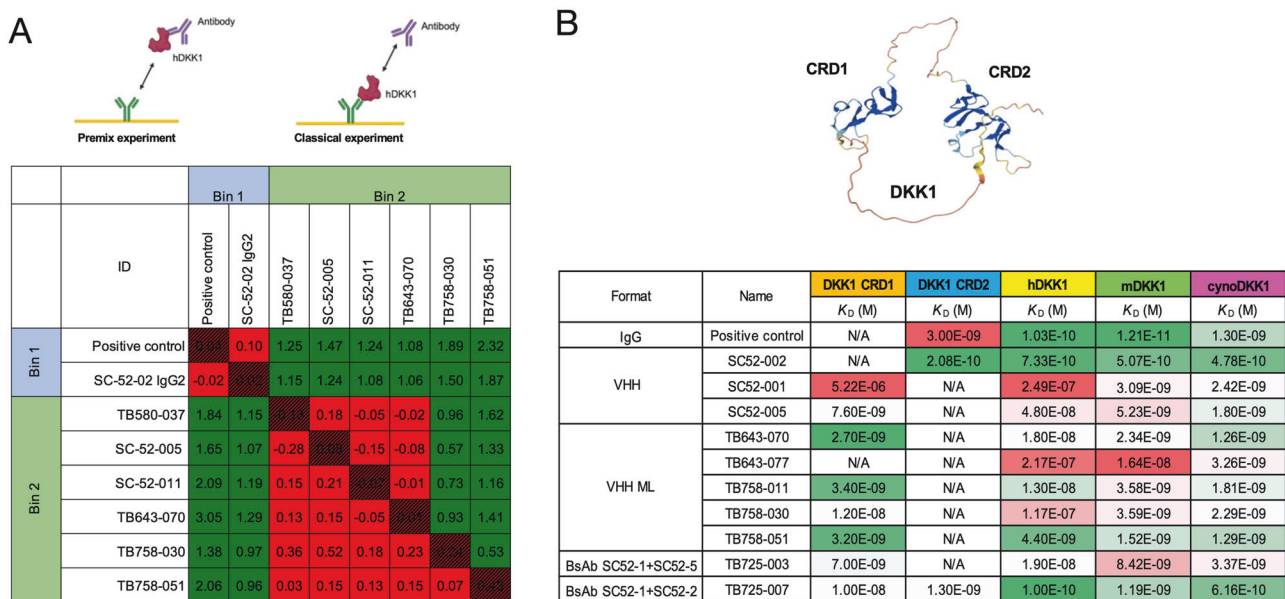 A
Antibody
hDKK1
Premix experiment
Antibody
hDKK1
Classical experiment
Bin 1 Bin 2
ID Positive control SC-52-02 IgG2 TB580-037 SC-52-005 SC-52-011 TB643-070 TB758-030 TB758-051
Bin 1
Positive control 0.10 1.25 1.47 1.24 1.08 1.89 2.32
SC-52-02 IgG2 -0.02 1.15 1.24 1.08 1.06 1.50 1.87
Bin 2
TB580-037 1.84 1.15 0.18 -0.05 -0.02 0.96 1.62
SC-52-005 1.65 1.07 -0.28 -0.15 -0.08 0.57 1.33
SC-52-011 2.09 1.19 0.15 0.21 -0.01 0.73 1.16
TB643-070 3.05 1.29 0.13 0.15 -0.05 0.93 1.41
TB758-030 1.38 0.97 0.36 0.52 0.18 0.23 0.53
TB758-051 2.06 0.96 0.03 0.15 0.13 0.15 0.07
B
CRD1
CRD2
DKK1
Format Name DKK1 CRD1 DKK1 CRD2 hDKK1 mDKK1 cynoDKK1
KD (M) KD (M) KD (M) KD (M) KD (M)
IgG Positive control N/A 3.00E-09 1.03E-10 1.21E-11 1.30E-09
VHH
SC52-002 N/A 2.08E-10 7.33E-10 5.07E-10 4.78E-10
SC52-001 5.22E-06 N/A 2.49E-07 3.09E-09 2.42E-09
SC52-005 7.60E-09 N/A 4.80E-08 5.23E-09 1.80E-09
VHH ML
TB643-070 2.70E-09 N/A 1.80E-08 2.34E-09 1.26E-09
TB643-077 N/A N/A 2.17E-07 1.64E-08 3.26E-09
TB758-011 3.40E-09 N/A 1.30E-08 3.58E-09 1.81E-09
TB758-030 1.20E-08 N/A 1.17E-07 3.59E-09 2.29E-09
TB758-051 3.20E-09 N/A 4.40E-09 1.52E-09 1.29E-09
BsAb SC52-1+SC52-5 TB725-003 7.00E-09 N/A 1.90E-08 8.42E-09 3.37E-09
BsAb SC52-1+SC52-2 TB725-007 1.00E-08 1.30E-09 1.00E-10 1.19E-09 6.16E-10